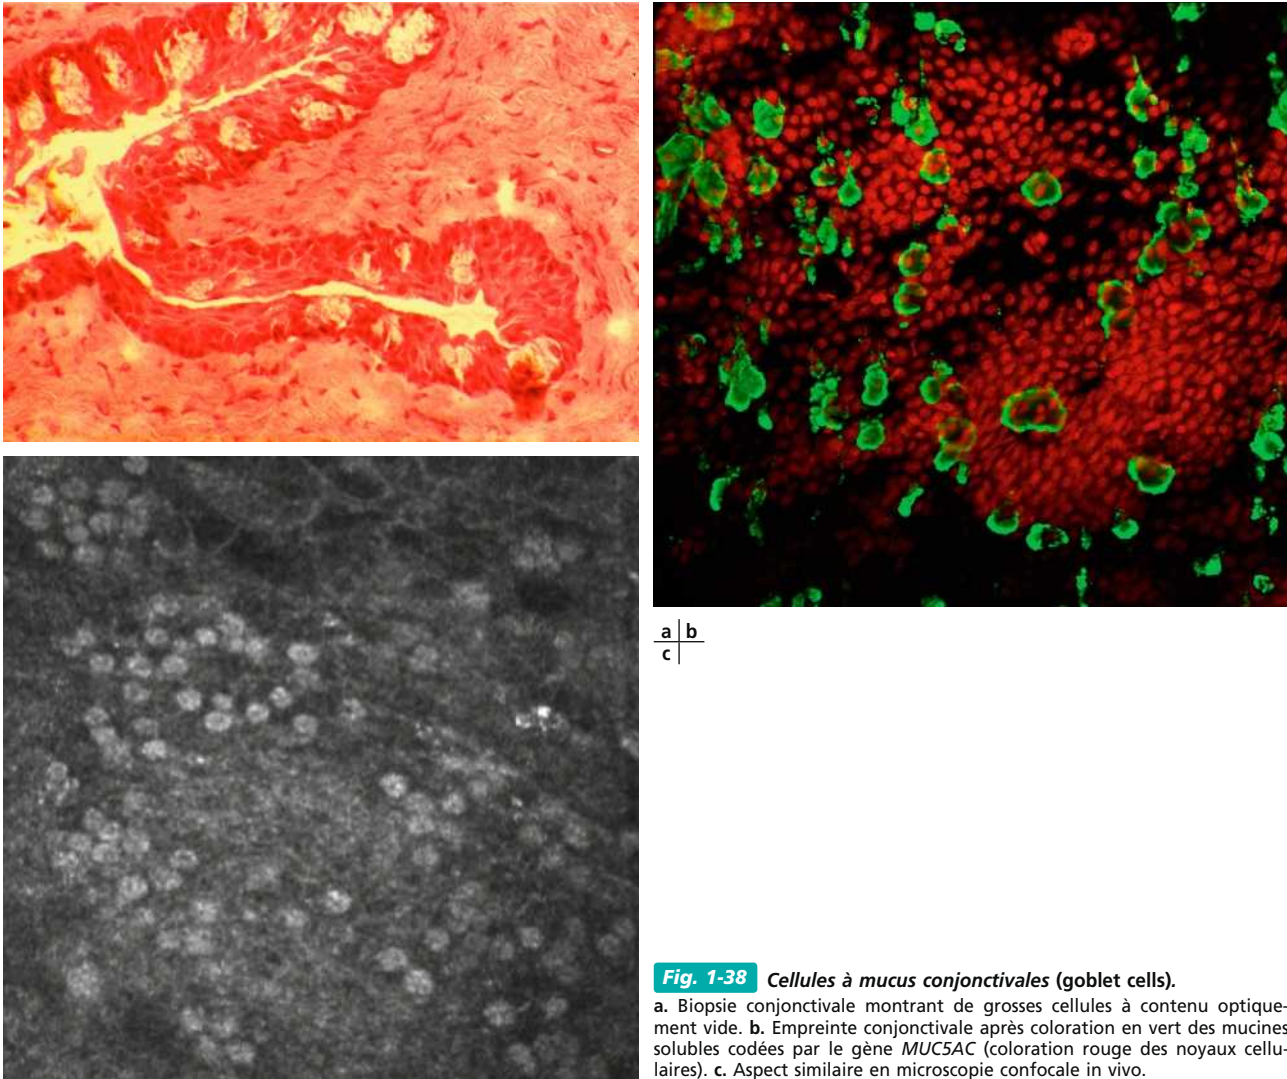 a b
c
Fig. 1-38 Cellules à mucus conjonctivales (goblet cells).
a. Biopsie conjonctivale montrant de grosses cellules à contenu optique-
ment vide. b. Empreinte conjonctivale après coloration en vert des mucines
solubles codées par le gène MUC5AC (coloration rouge des noyaux cellu-
laires). c. Aspect similaire en microscopie confocale in vivo.